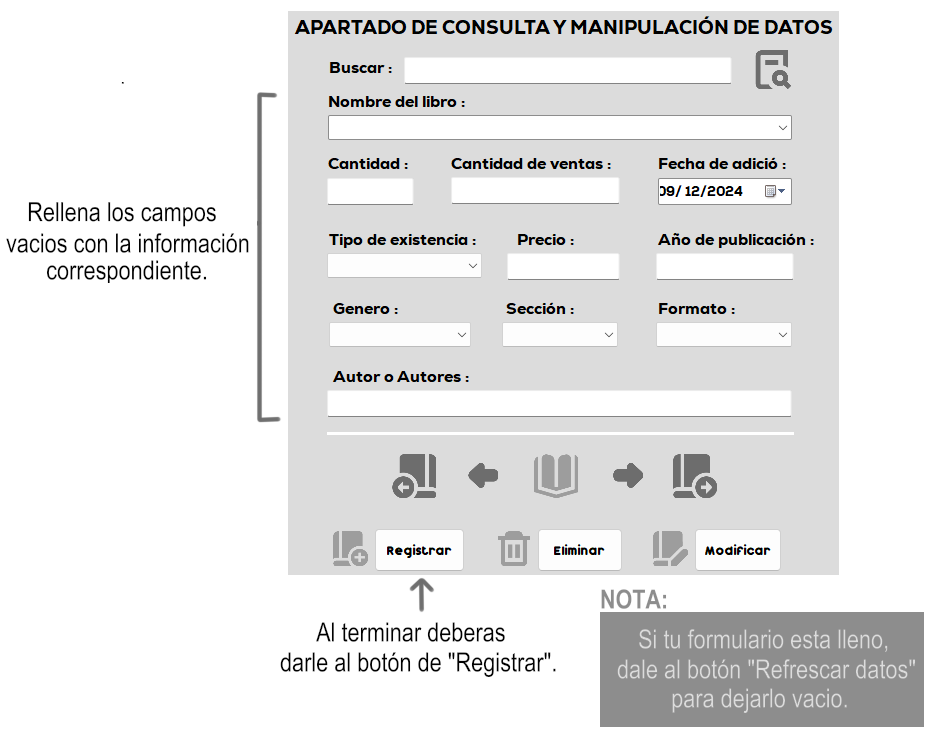 APARTADO DE CONSULTA Y MANIPULACIÓN DE DATOS
Buscar :
Nombre del libro :
Cantidad :
Cantidad de ventas :
Fecha de adició :
09/ 12/2024
Rellena los campos
vacios con la información
correspondiente.
Tipo de existencia :
Precio :
Año de publicación :
Genero :
Sección :
Formato :
Autor o Autores :
Registrar
Eliminar
Modificar
Al terminar deberas
darle al botón de "Registrar".
NOTA:
Si tu formulario esta lleno,
dale al botón "Refrescar datos"
para dejarlo vacio.